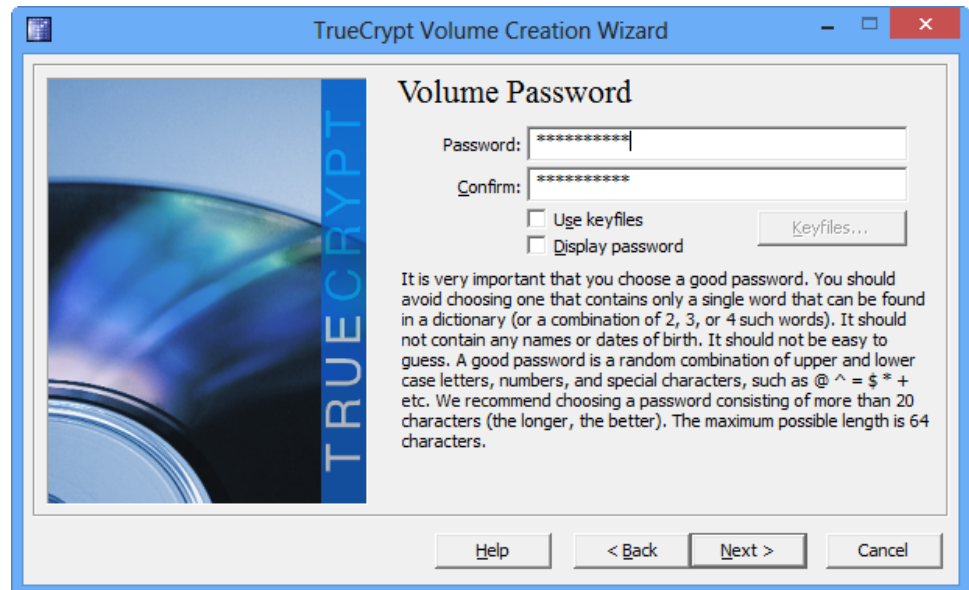 TrueCrypt Volume Creation Wizard
TRUECRYPT
Volume Password
Password: **********
Confirm: **********
Use keyfiles
Keyfiles...
Display password
It is very important that you choose a good password. You should
avoid choosing one that contains only a single word that can be found
in a dictionary (or a combination of 2, 3, or 4 such words). It should
not contain any names or dates of birth. It should not be easy to
guess. A good password is a random combination of upper and lower
case letters, numbers, and special characters, such as @ ^ = $ * +
etc. We recommend choosing a password consisting of more than 20
characters (the longer, the better). The maximum possible length is 64
characters.
Help
< Back
Next >
Cancel